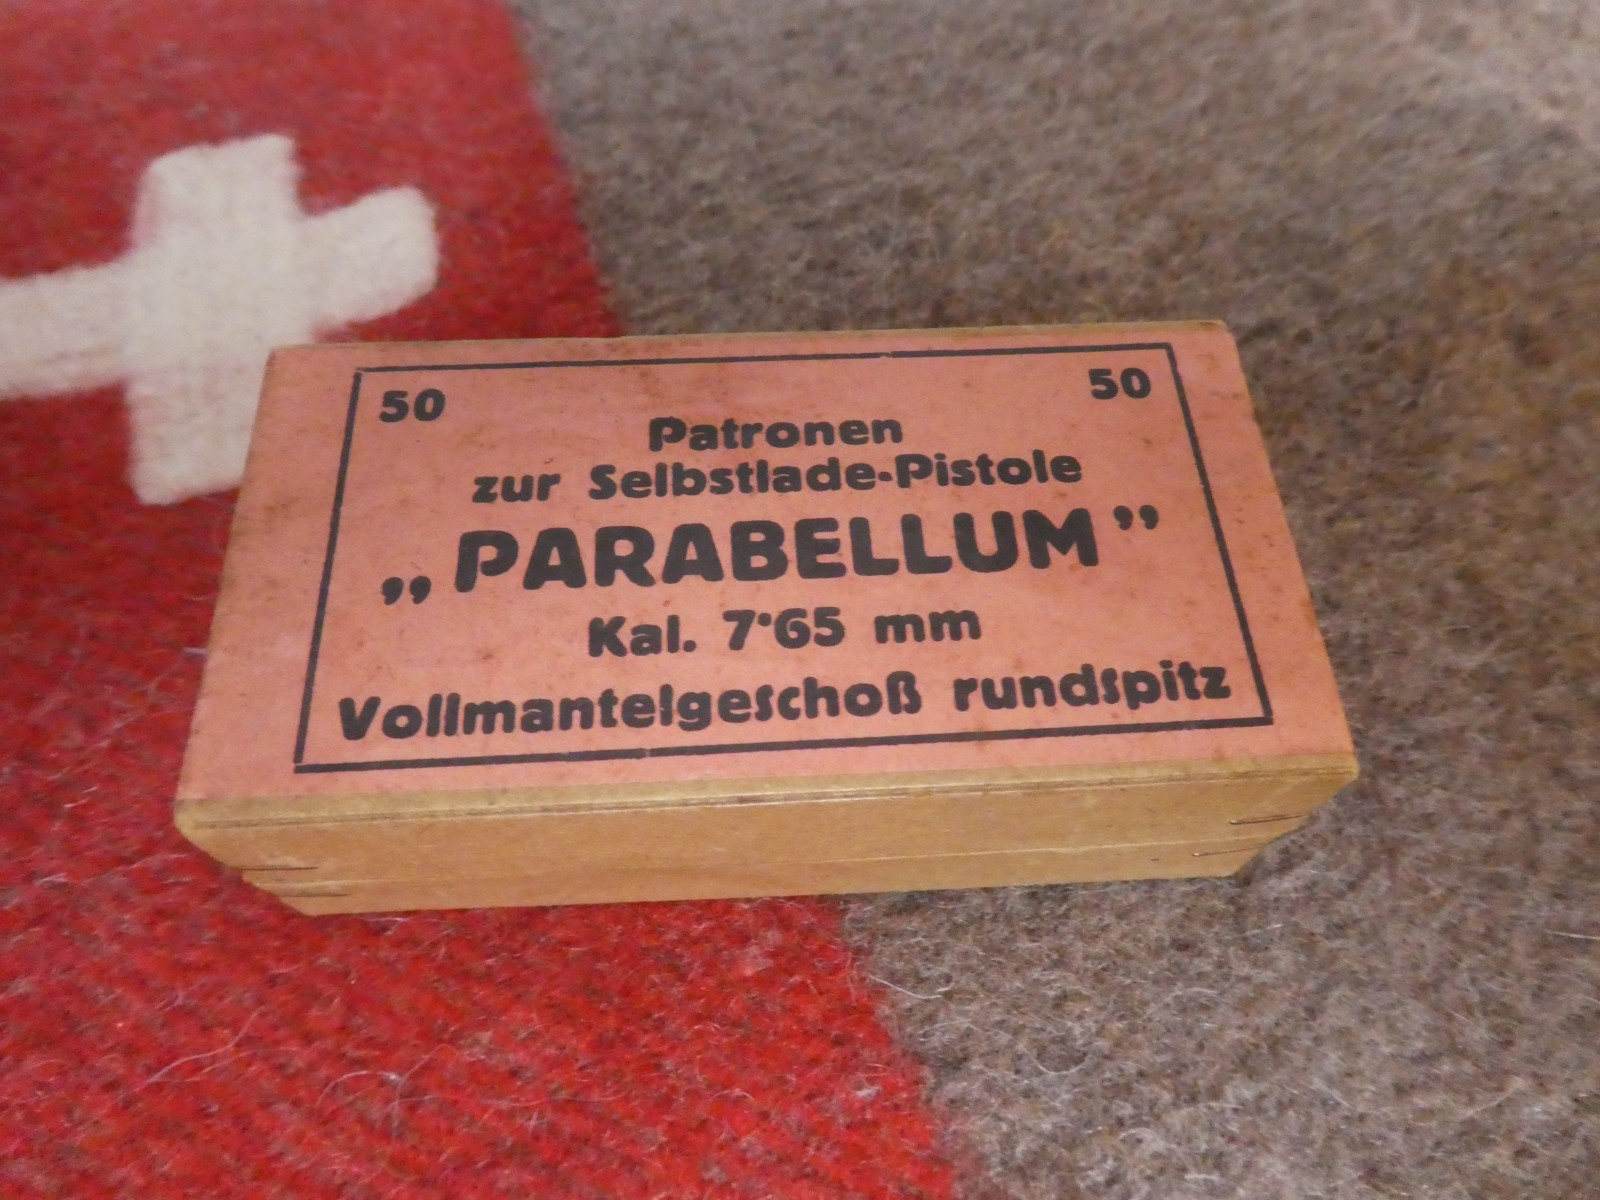 50 50
Patronen
zur Selbstlade-Pistole
„PARABELLUM”
Kal. 7·65 mm
Vollmantelgeschoß rundspitz